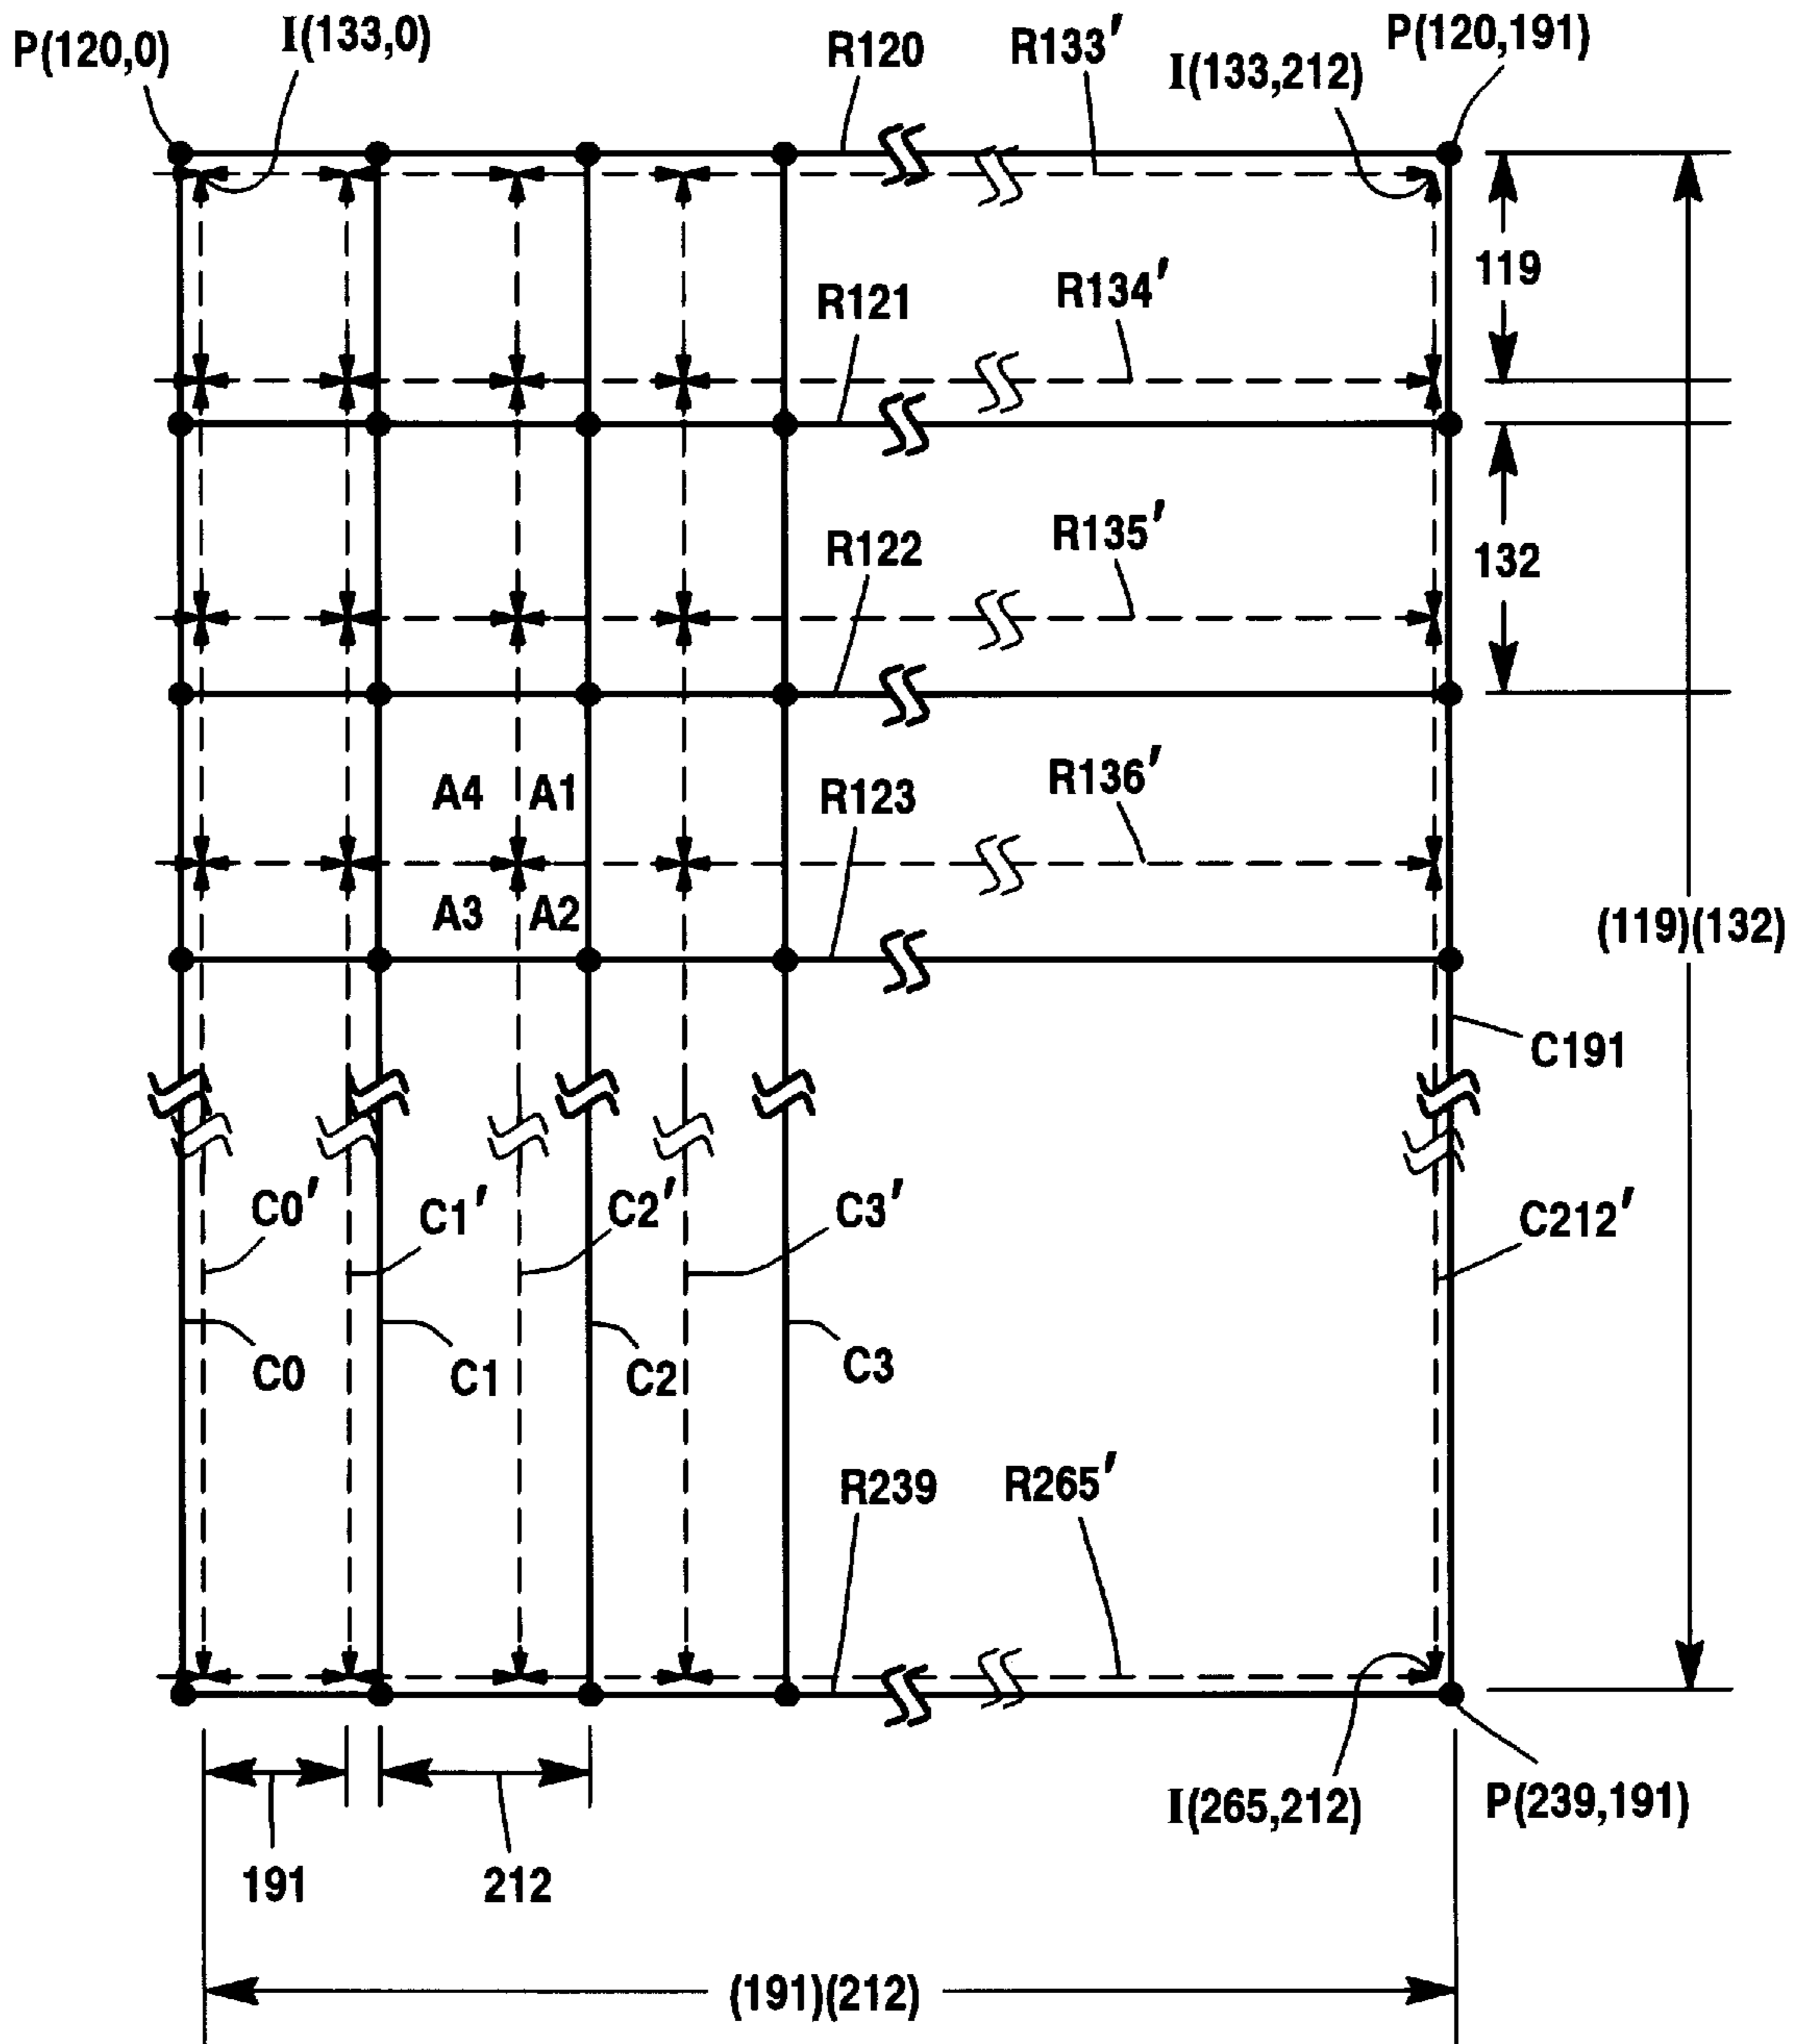 P(120,0)
I(133,0)
R120
R133′
I(133,212)
P(120,191)
119
R121
R134′
R122
R135′
132
A4 A1
R123
R136′
A3 A2
(119)(132)
C191
C0′
C1′
C2′
C3′
C212′
C0
C1
C2
C3
R239
R265′
I(265,212)
P(239,191)
191
212
(191)(212)